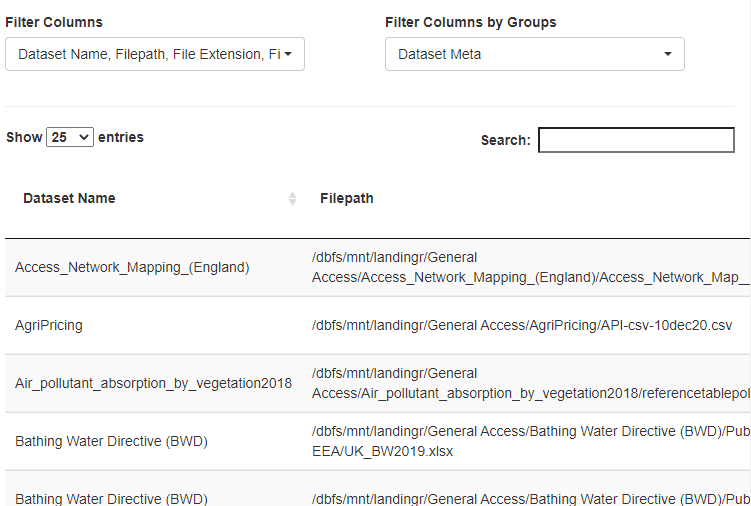 Filter Columns
Filter Columns by Groups
Dataset Name, Filepath, File Extension, Fi
Dataset Meta
Show 25 entries
Search:
Dataset Name
Filepath
Access_Network_Mapping_(England)
/dbfs/mnt/landingr/General
Access/Access_Network_Mapping_(England)/Access_Network_Map_
AgriPricing
/dbfs/mnt/landingr/General Access/AgriPricing/API-csv-10dec20.csv
Air_pollutant_absorption_by_vegetation2018
/dbfs/mnt/landingr/General
Access/Air_pollutant_absorption_by_vegetation2018/referencetablepol
Bathing Water Directive (BWD)
/dbfs/mnt/landingr/General Access/Bathing Water Directive (BWD)/Pub
EEA/UK_BW2019.xlsx
Bathing Water Directive (BWD)
/dbfs/mnt/landingr/General Access/Bathing Water Directive (BWD)/Pub